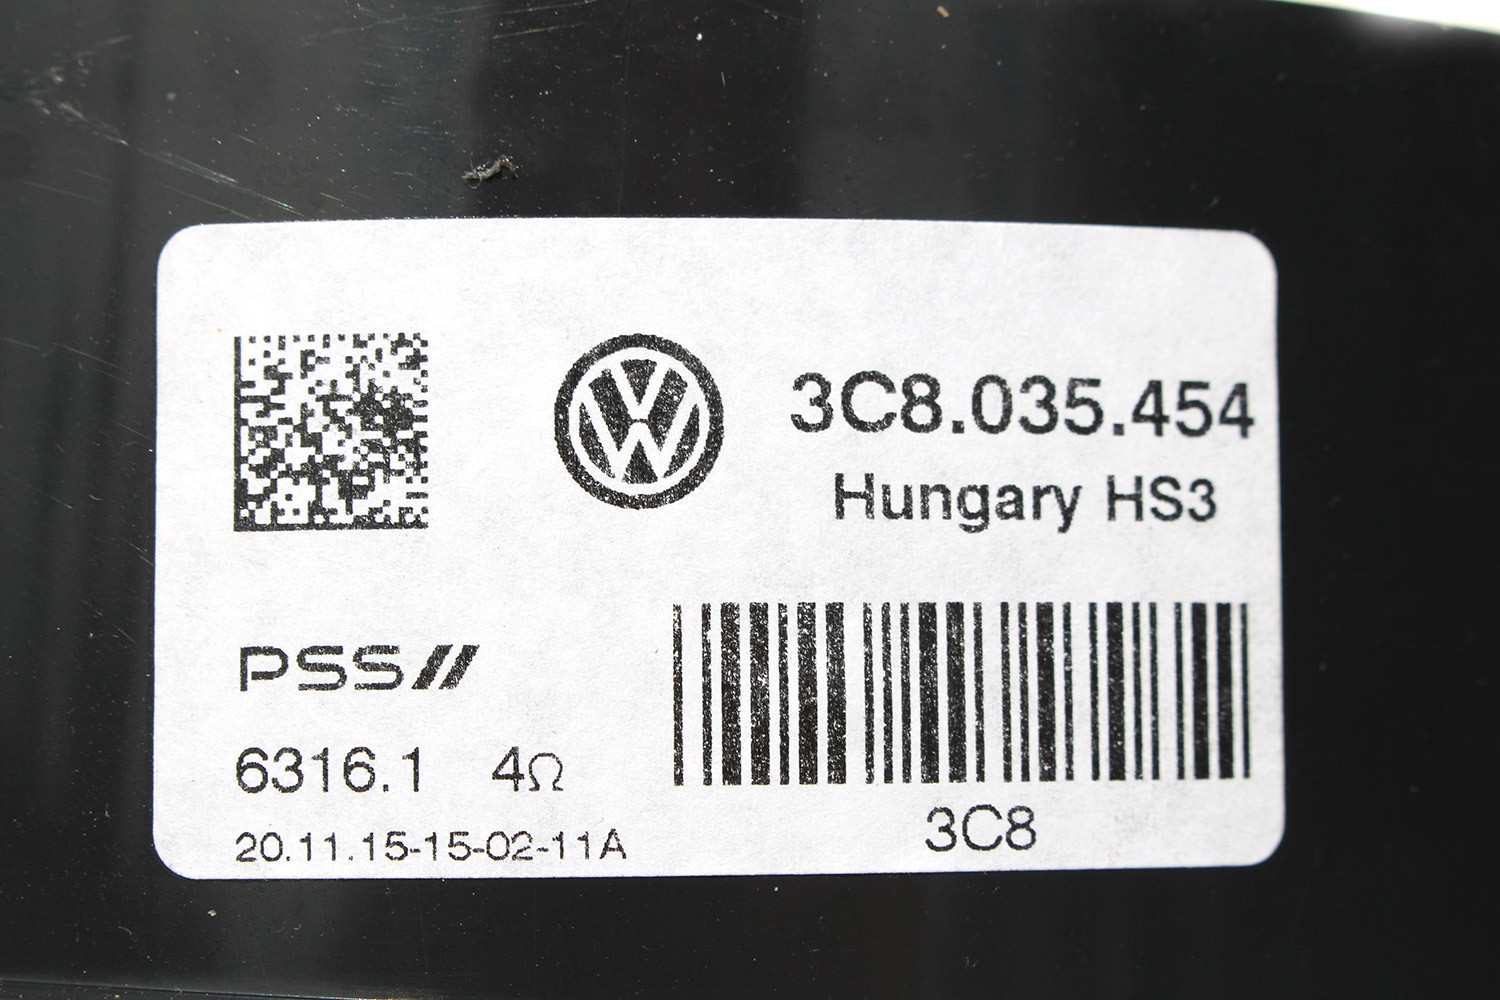 3C8.035.454
Hungary HS3
PSS//
6316.1 4Ω
20.11.15-15-02-11A
3C8